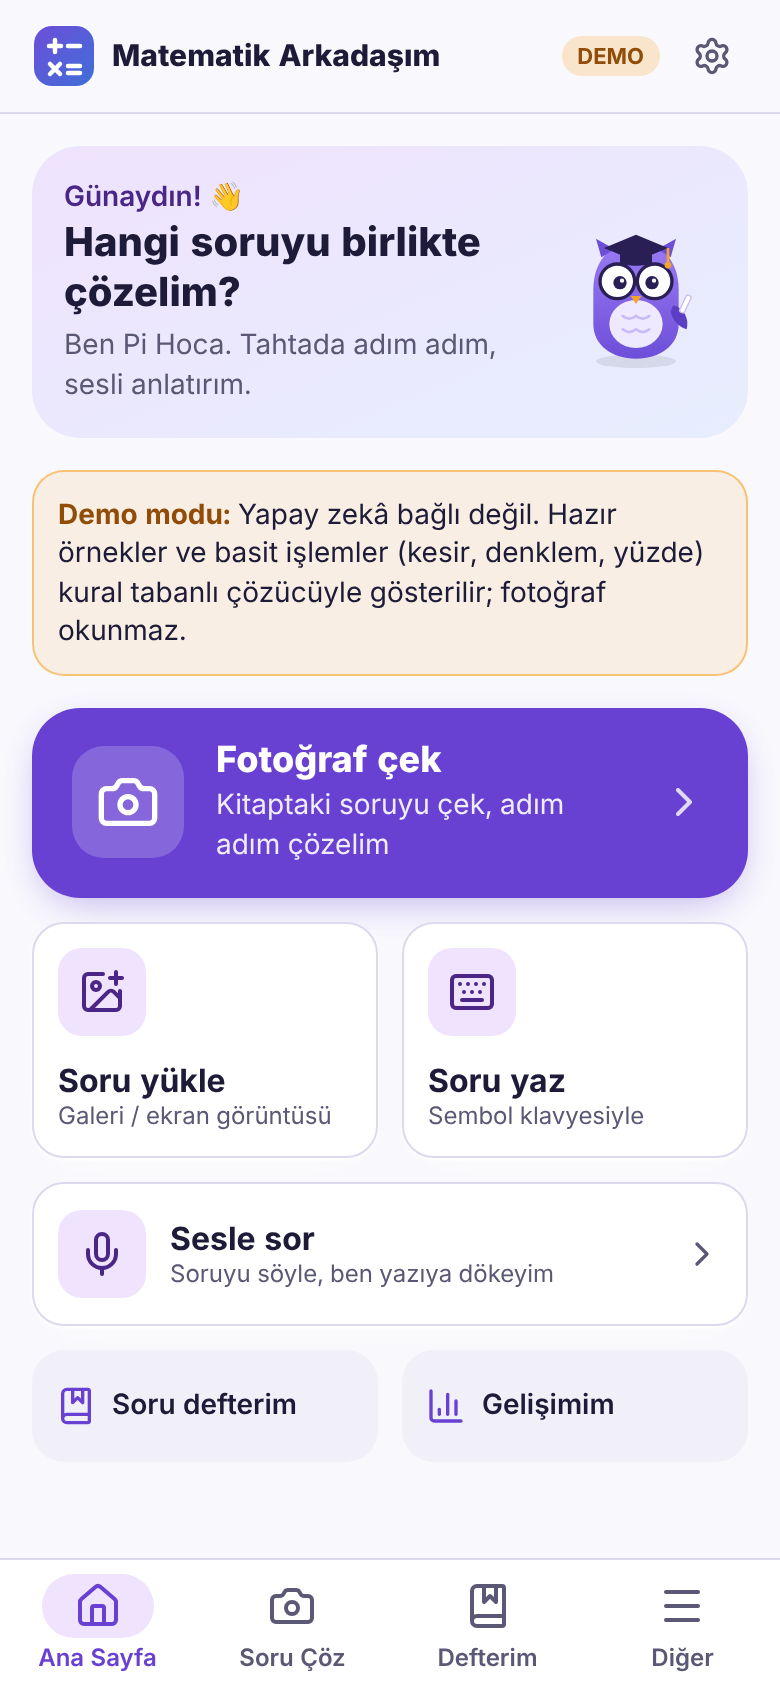 Matematik Arkadaşım
DEMO
Günaydın! 👋
Hangi soruyu birlikte
çözelim?
Ben Pi Hoca. Tahtada adım adım,
sesli anlatırım.
Demo modu: Yapay zekâ bağlı değil. Hazır
örnekler ve basit işlemler (kesir, denklem, yüzde)
kural tabanlı çözücüyle gösterilir; fotoğraf
okunmaz.
Fotoğraf çek
Kitaptaki soruyu çek, adım
adım çözelim
Soru yükle
Galeri / ekran görüntüsü
Soru yaz
Sembol klavyesiyle
Sesle sor
Soruyu söyle, ben yazıya dökeyim
Soru defterim
Gelişimim
Ana Sayfa
Soru Çöz
Defterim
Diğer